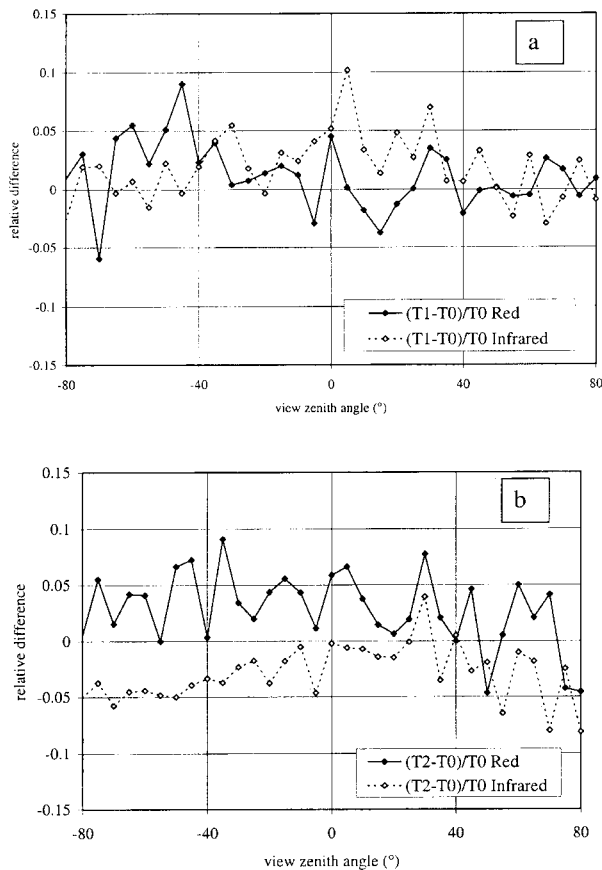 0.15
a
0.1
0.05
0
-0.05
-0.1
-0.15
relative difference
(T1-T0)/T0 Red
(T1-T0)/T0 Infrared
-80 -40 0 40 80
view zenith angle (°)
0.15
b
0.1
0.05
0
-0.05
-0.1
-0.15
relative difference
(T2-T0)/T0 Red
(T2-T0)/T0 Infrared
-80 -40 0 40 80
view zenith angle (°)